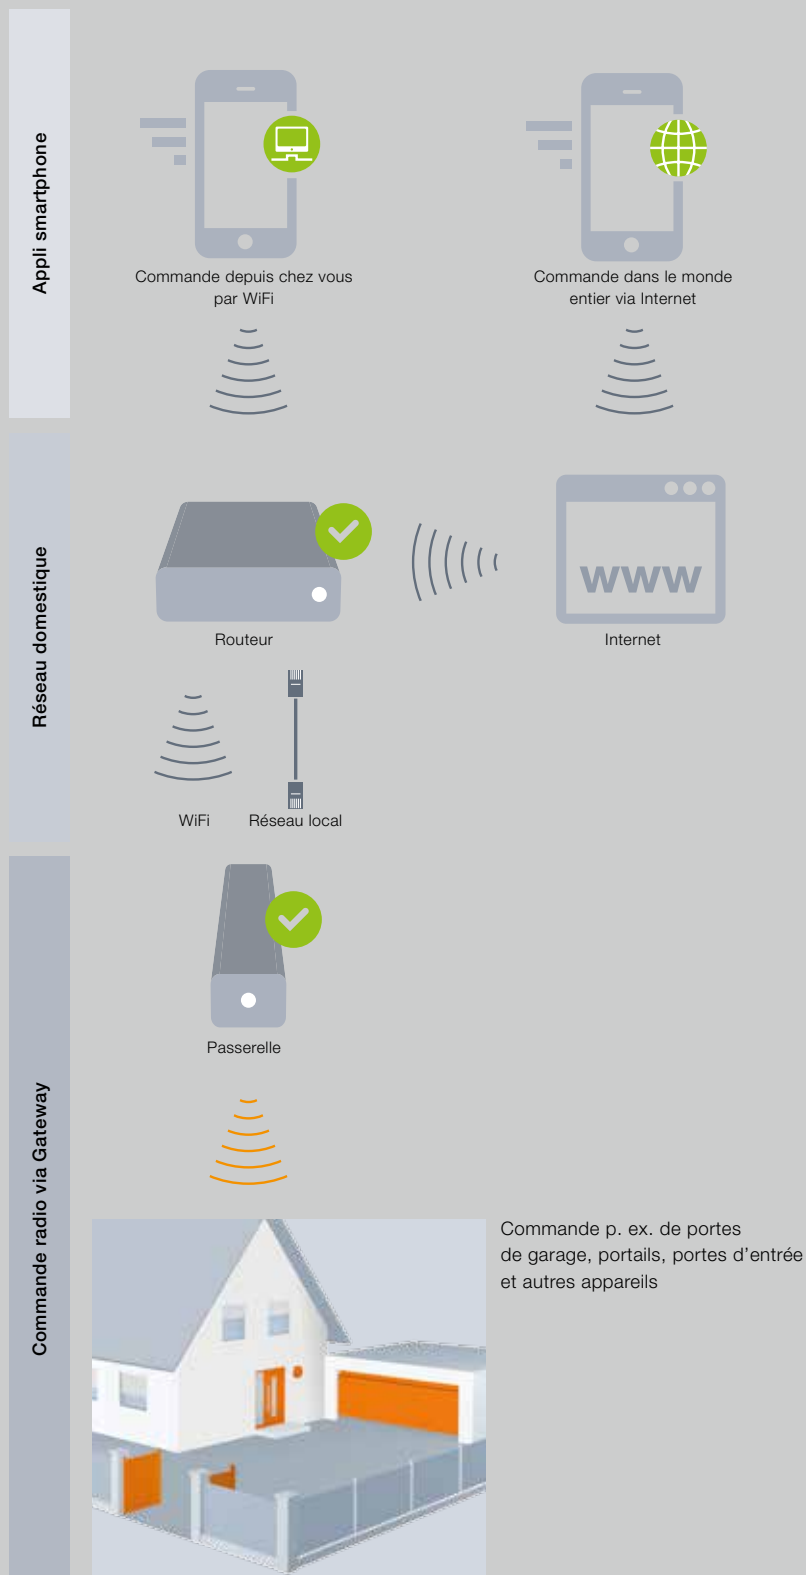 Appli smartphone
Commande depuis chez vous
par WiFi
Commande dans le monde
entier via Internet
Réseau domestique
www
Routeur
Internet
WiFi
Réseau local
Commande radio via Gateway
Passerelle
Commande p. ex. de portes
de garage, portails, portes d’entrée
et autres appareils